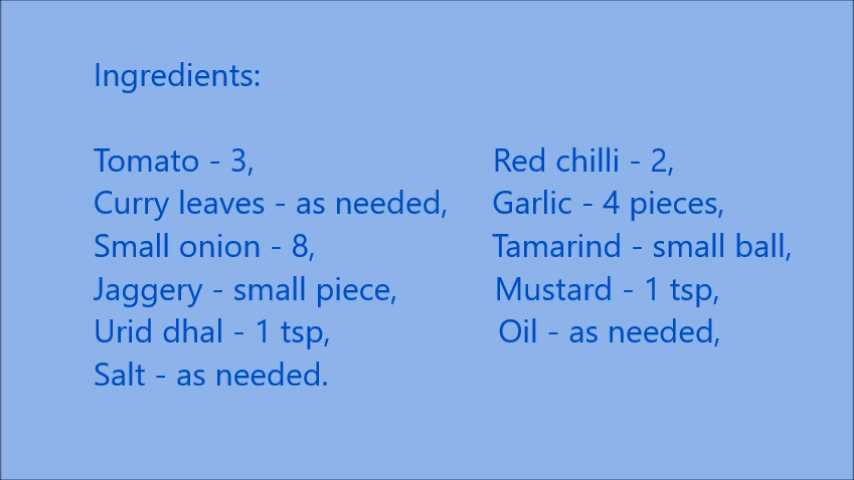 Ingredients:
Tomato - 3,
Curry leaves - as needed,
Small onion - 8,
Jaggery - small piece,
Urid dhal - 1 tsp,
Salt - as needed.
Red chilli - 2,
Garlic - 4 pieces,
Tamarind - small ball,
Mustard - 1 tsp,
Oil - as needed,